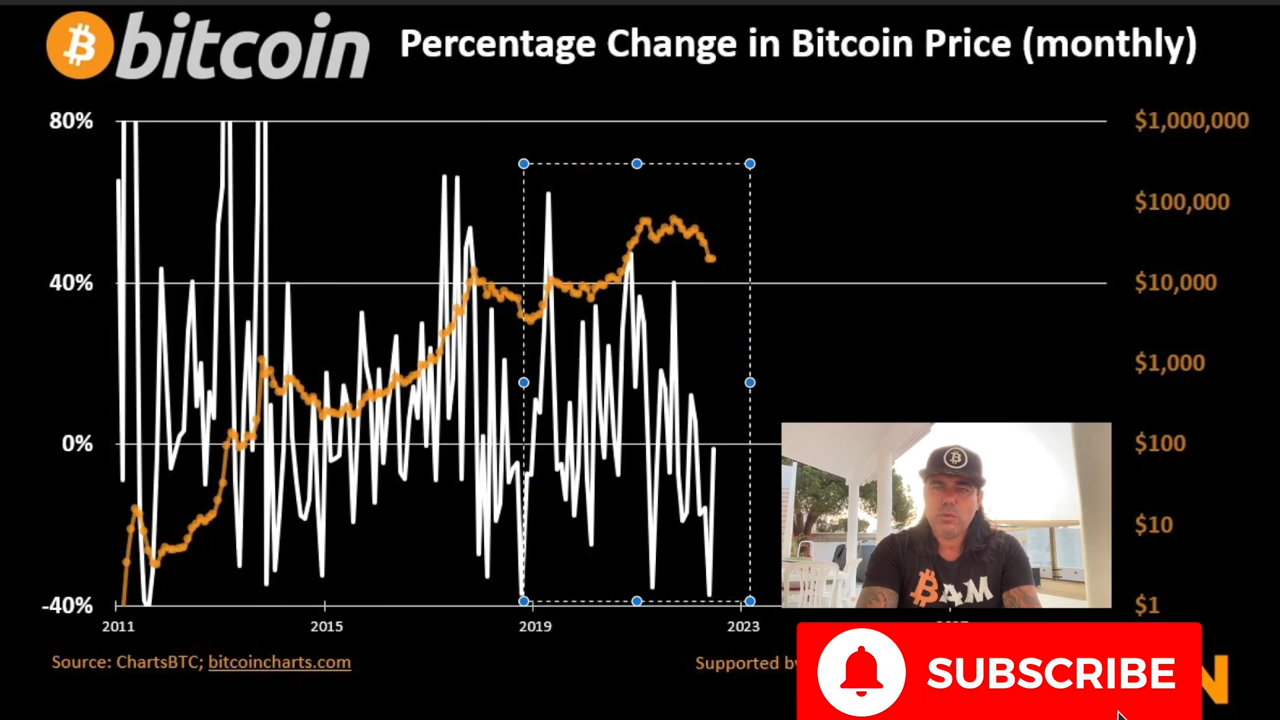 bitcoin Percentage Change in Bitcoin Price (monthly)
80% $1,000,000
$100,000
40% $10,000
$1,000
0% $100
$10
BAM
-40% $1
2011 2015 2019 2023
Source: ChartsBTC; bitcoincharts.com Supported by
SUBSCRIBE N